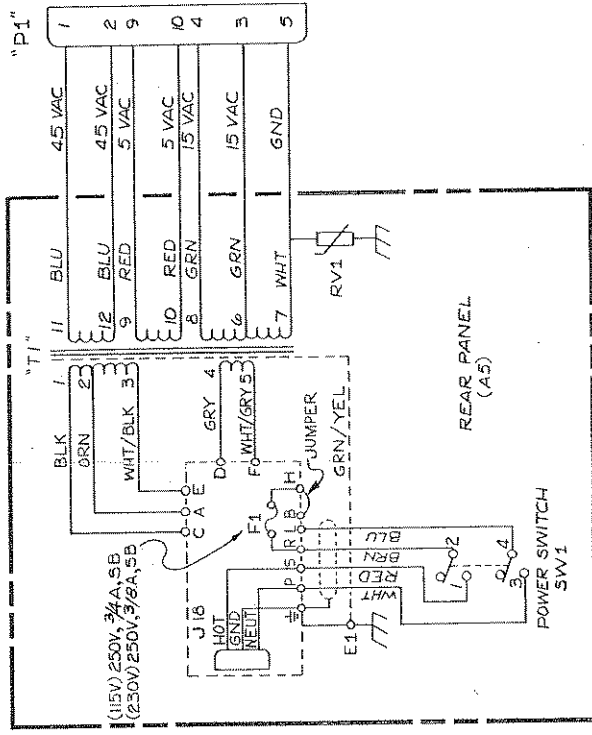 "P1"
"T1"
11 BLU 45 VAC 1
12 BLU 45 VAC 2
9 RED 5 VAC 9
10 RED 5 VAC 10
8 GRN 15 VAC 4
6 GRN 15 VAC 3
7 WHT GND 5
RV1
BLK 1
ORN 2
WHT/BLK 3
GRY 4
WHT/GRY 5
(115V) 250V, 3/4A, SB
(230V) 250V, 3/8A, SB
C A E
D F
F1
J18
HOT
GND
NEUT
P S R L B H
JUMPER
GRN/YEL
E1
WHT
RED
BRN
BLU
1 2
3 4
POWER SWITCH
SW1
REAR PANEL
(A5)